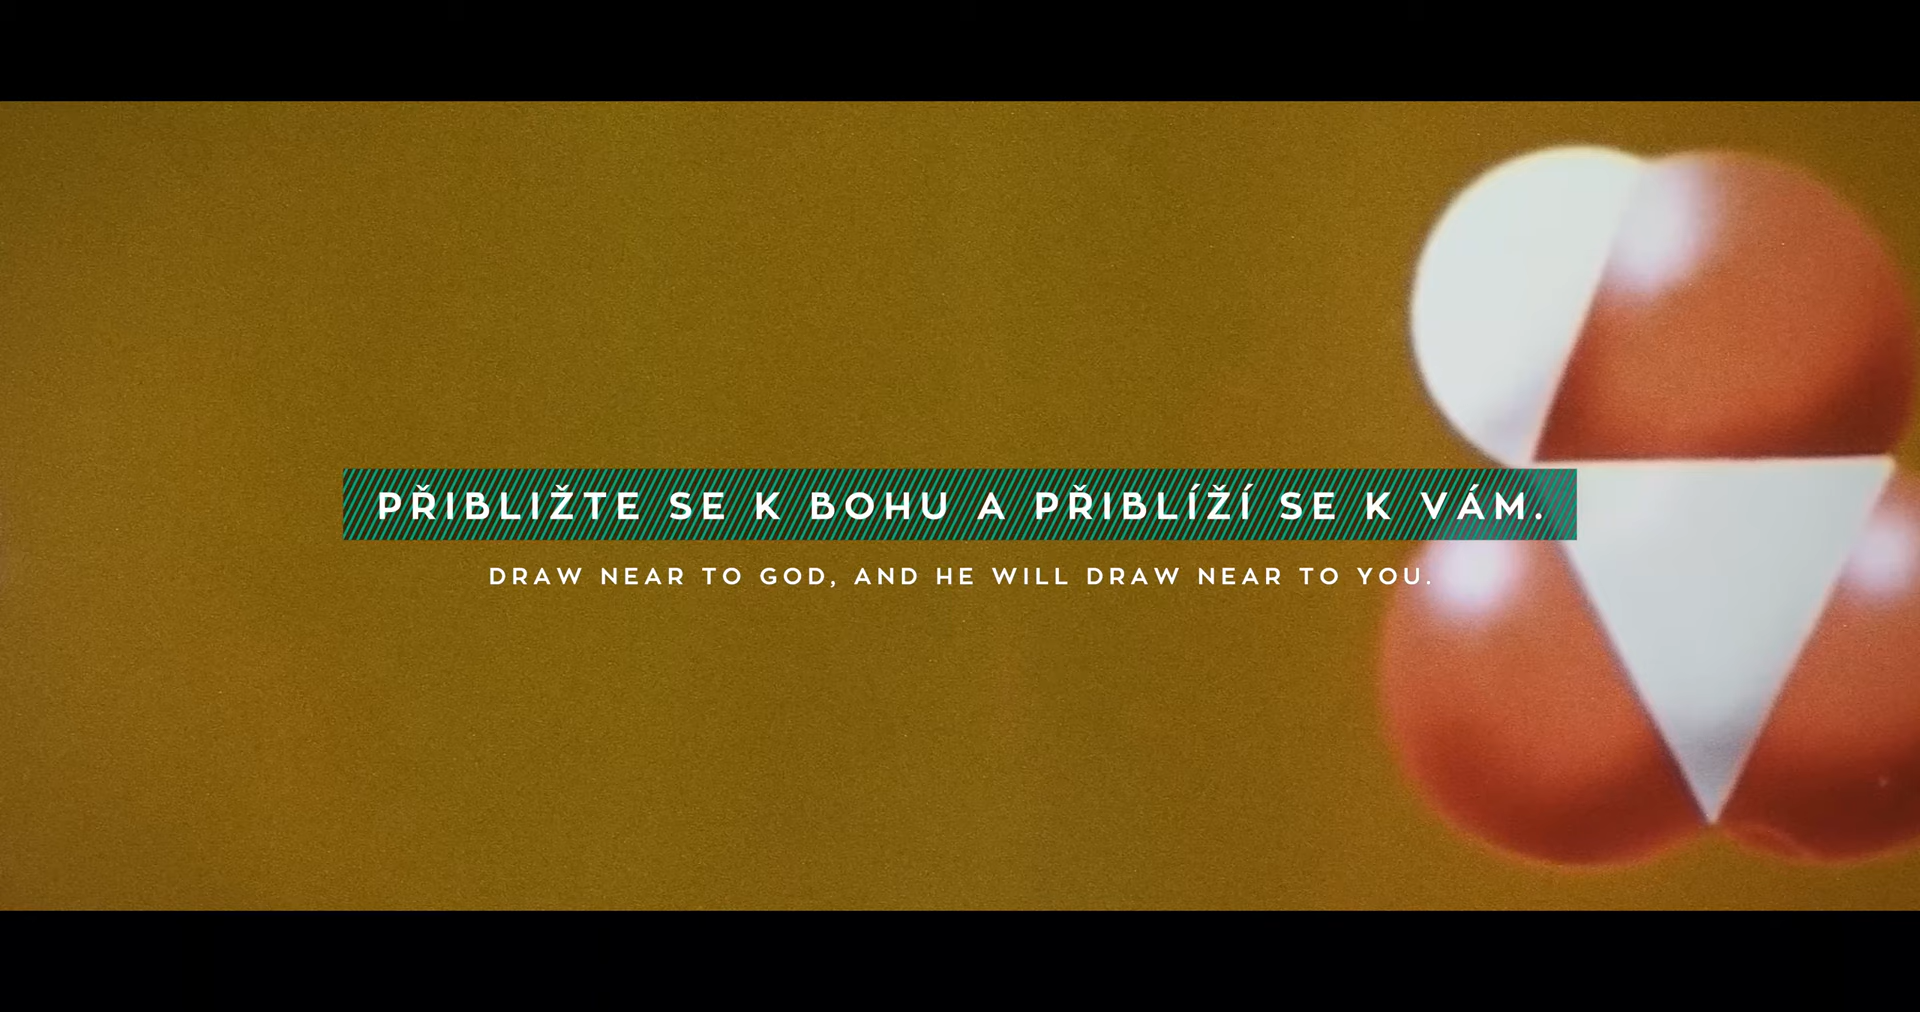 PŘIBLIŽTE SE K BOHU A PŘIBLÍŽÍ SE K VÁM.
DRAW NEAR TO GOD, AND HE WILL DRAW NEAR TO YOU.